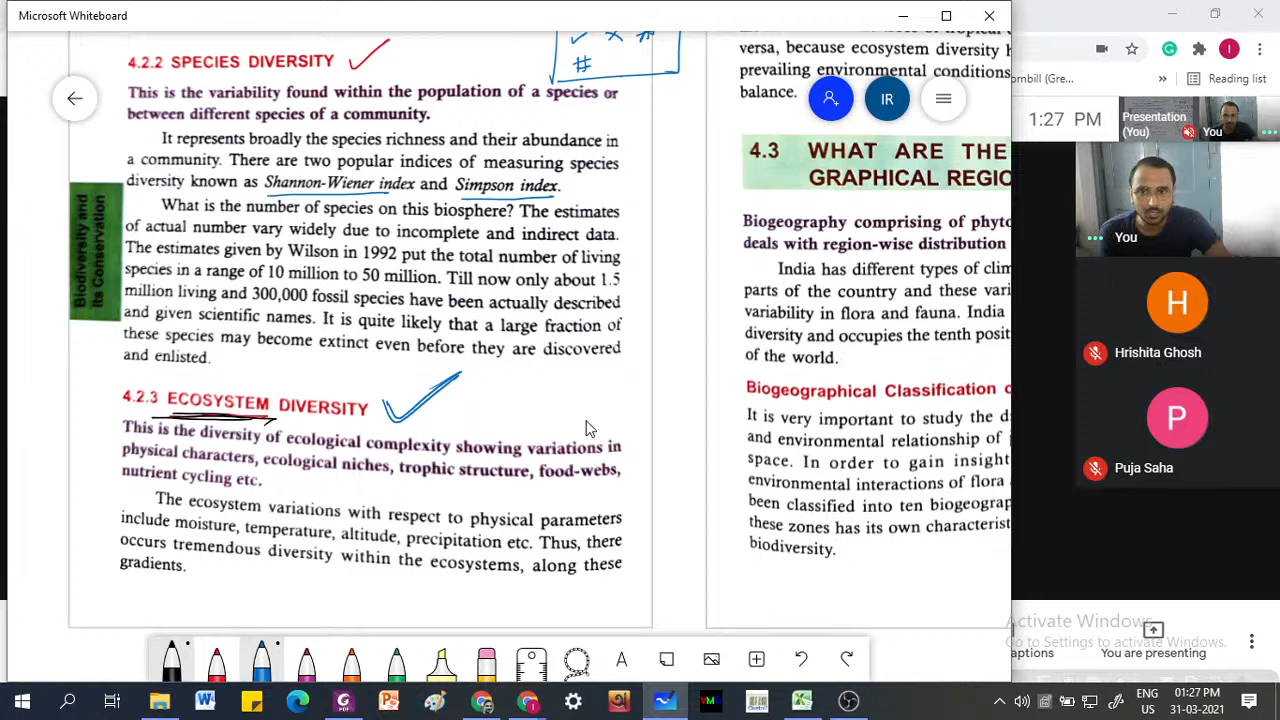 Microsoft Whiteboard
4.2.2 SPECIES DIVERSITY
This is the variability found within the population of a species or
between different species of a community.
It represents broadly the species richness and their abundance in
a community. There are two popular indices of measuring species
diversity known as Shannon-Wiener index and Simpson index.
What is the number of species on this biosphere? The estimates
of actual number vary widely due to incomplete and indirect data.
The estimates given by Wilson in 1992 put the total number of living
species in a range of 10 million to 50 million. Till now only about 1.5
million living and 300,000 fossil species have been actually described
and given scientific names. It is quite likely that a large fraction of
these species may become extinct even before they are discovered
and enlisted.
Biodiversity and
its Conservation
4.2.3 ECOSYSTEM DIVERSITY
This is the diversity of ecological complexity showing variations in
physical characters, ecological niches, trophic structure, food-webs,
nutrient cycling etc.
The ecosystem variations with respect to physical parameters
include moisture, temperature, altitude, precipitation etc. Thus, there
occurs tremendous diversity within the ecosystems, along these
gradients.
versa, because ecosystem diversity h
prevailing environmental conditions
balance.
IR
4.3 WHAT ARE THE
GRAPHICAL REGIO
Biogeography comprising of phyto
deals with region-wise distribution
India has different types of clim
parts of the country and these vari
variability in flora and fauna. India
diversity and occupies the tenth posit
of the world.
Biogeographical Classification o
It is very important to study the d
and environmental relationship of
space. In order to gain insight
environmental interactions of flora
been classified into ten biogeograp
these zones has its own characterist
biodiversity.
I
ornbill (Gre...
Reading list
1:27 PM
Presentation
(You)
You
You
H
Hrishita Ghosh
P
Puja Saha
Activate Windows
Go to Settings to activate Windows.
aptions
You are presenting
A
ENG
US
01:27 PM
31-03-2021